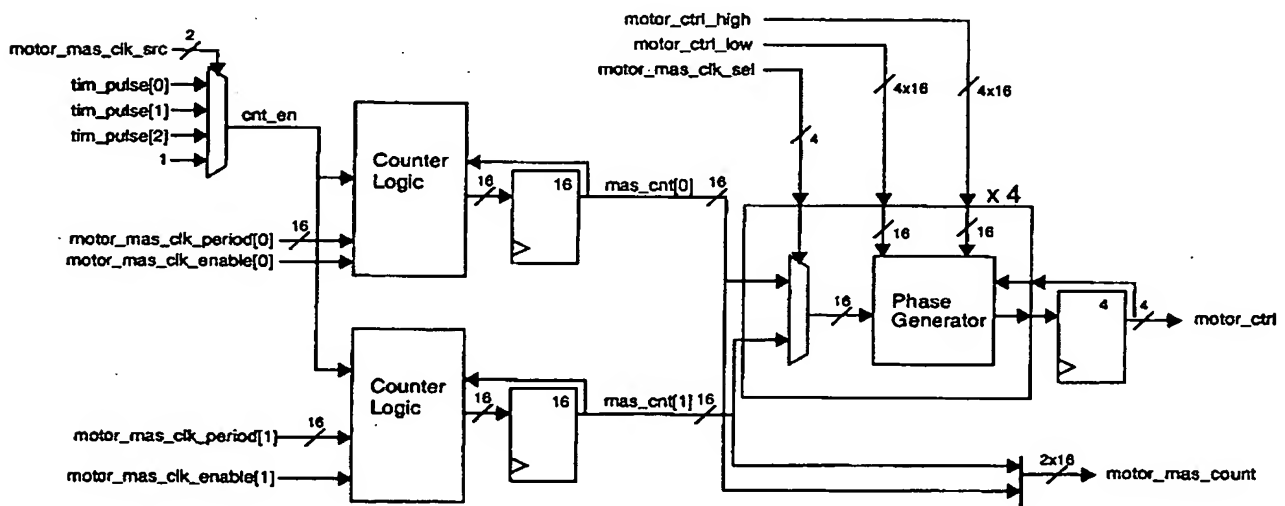 motor_mas_clk_src
2
tim_pulse[0]
tim_pulse[1]
tim_pulse[2]
1
cnt_en
motor_mas_clk_period[0]
16
motor_mas_clk_enable[0]
Counter
Logic
16
16
mas_cnt[0]
16
motor_ctrl_high
motor_ctrl_low
motor_mas_clk_sel
4
4x16
4x16
x 4
16
16
16
Phase
Generator
4
4
motor_ctrl
Counter
Logic
16
16
mas_cnt[1]
16
motor_mas_clk_period[1]
16
motor_mas_clk_enable[1]
2x16
motor_mas_count